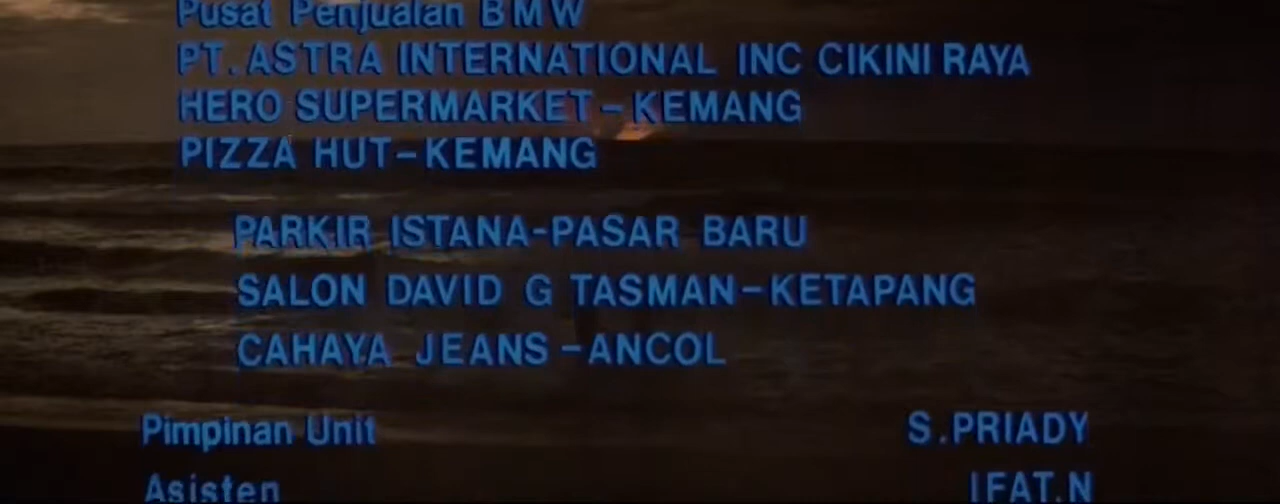 Pusat Penjualan BMW
PT. ASTRA INTERNATIONAL INC CIKINI RAYA
HERO SUPERMARKET - KEMANG
PIZZA HUT - KEMANG
PARKIR ISTANA-PASAR BARU
SALON DAVID G TASMAN-KETAPANG
CAHAYA JEANS - ANCOL
Pimpinan Unit S.PRIADY
Asisten IFAT.N